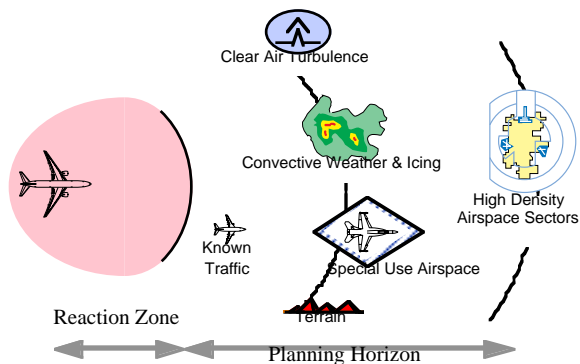 Clear Air Turbulence
Convective Weather & Icing
High Density
Airspace Sectors
Known
Traffic
Special Use Airspace
Terrain
Reaction Zone
Planning Horizon